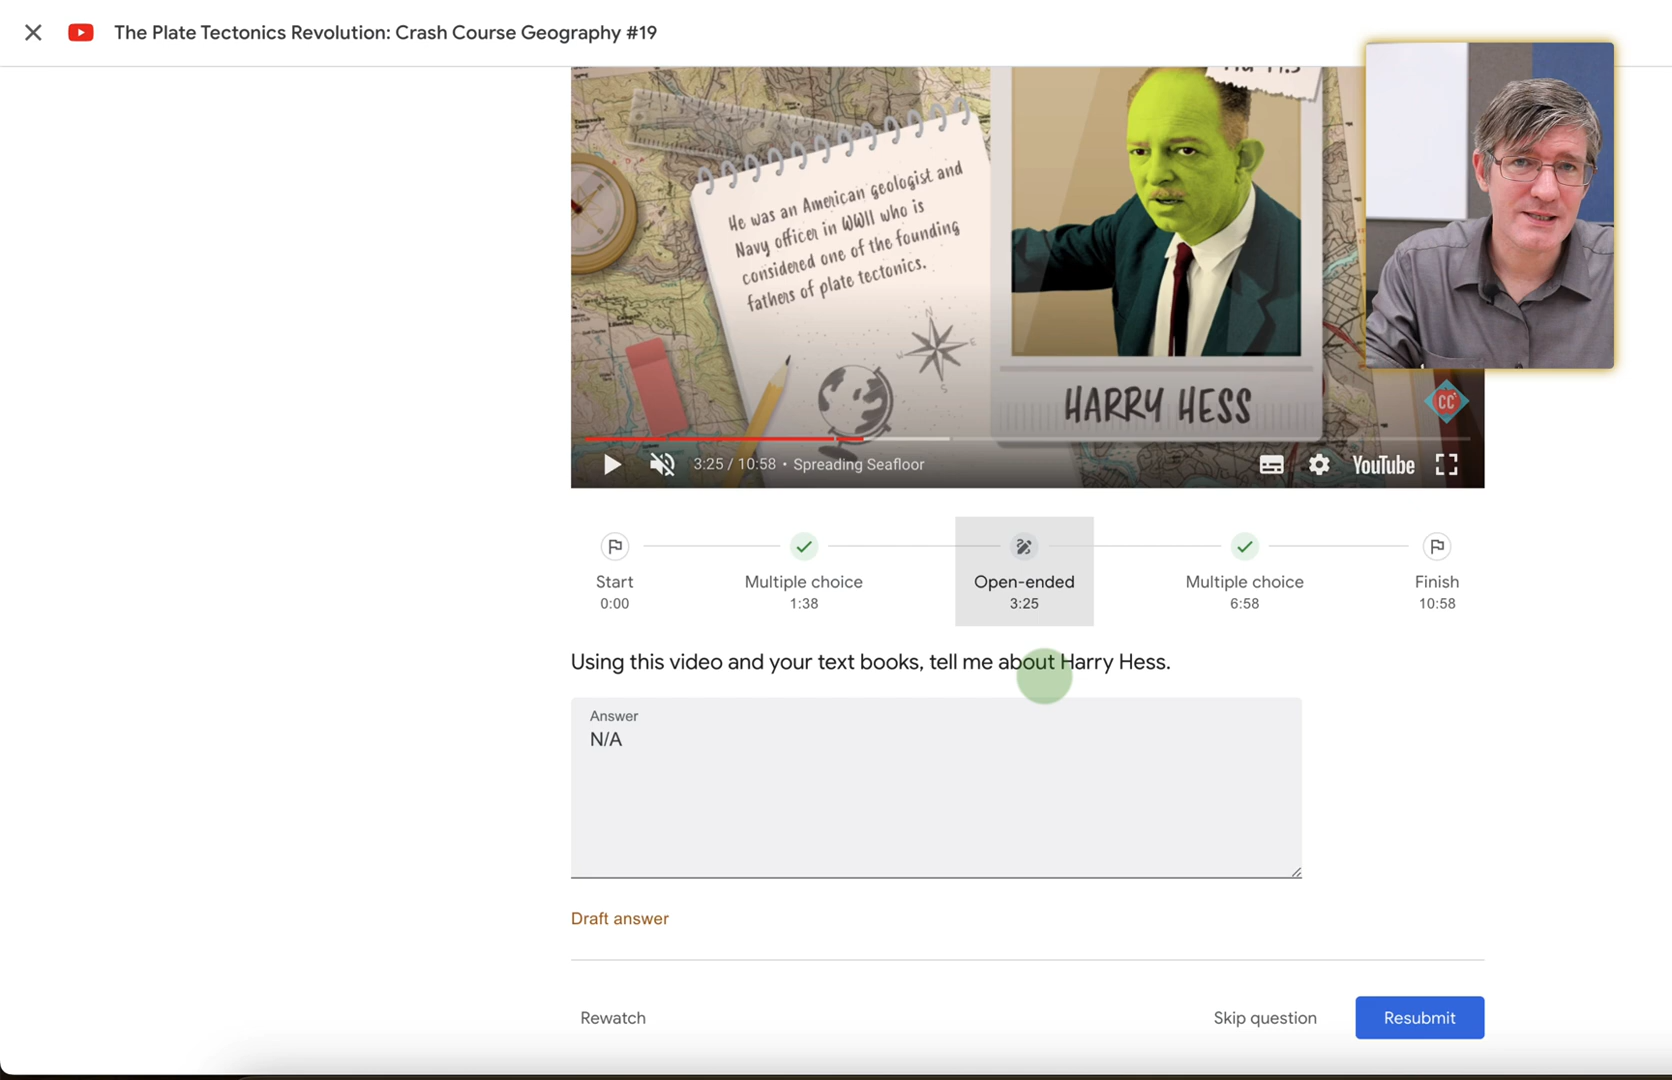 The Plate Tectonics Revolution: Crash Course Geography #19
He was an American geologist and
Navy officer in WWII who is
considered one of the founding
fathers of plate tectonics.
N
W
E
S
HARRY HESS
CC
3:25 / 10:58 • Spreading Seafloor
YouTube
Start
0:00
Multiple choice
1:38
Open-ended
3:25
Multiple choice
6:58
Finish
10:58
Using this video and your text books, tell me about Harry Hess.
Answer
N/A
Draft answer
Rewatch
Skip question
Resubmit